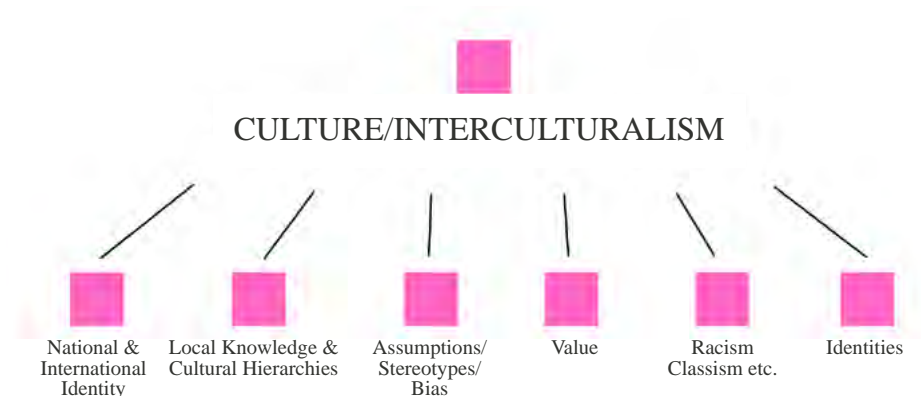 CULTURE/INTERCULTURALISM
National &
International
Identity
Local Knowledge &
Cultural Hierarchies
Assumptions/
Stereotypes/
Bias
Value
Racism
Classism etc.
Identities